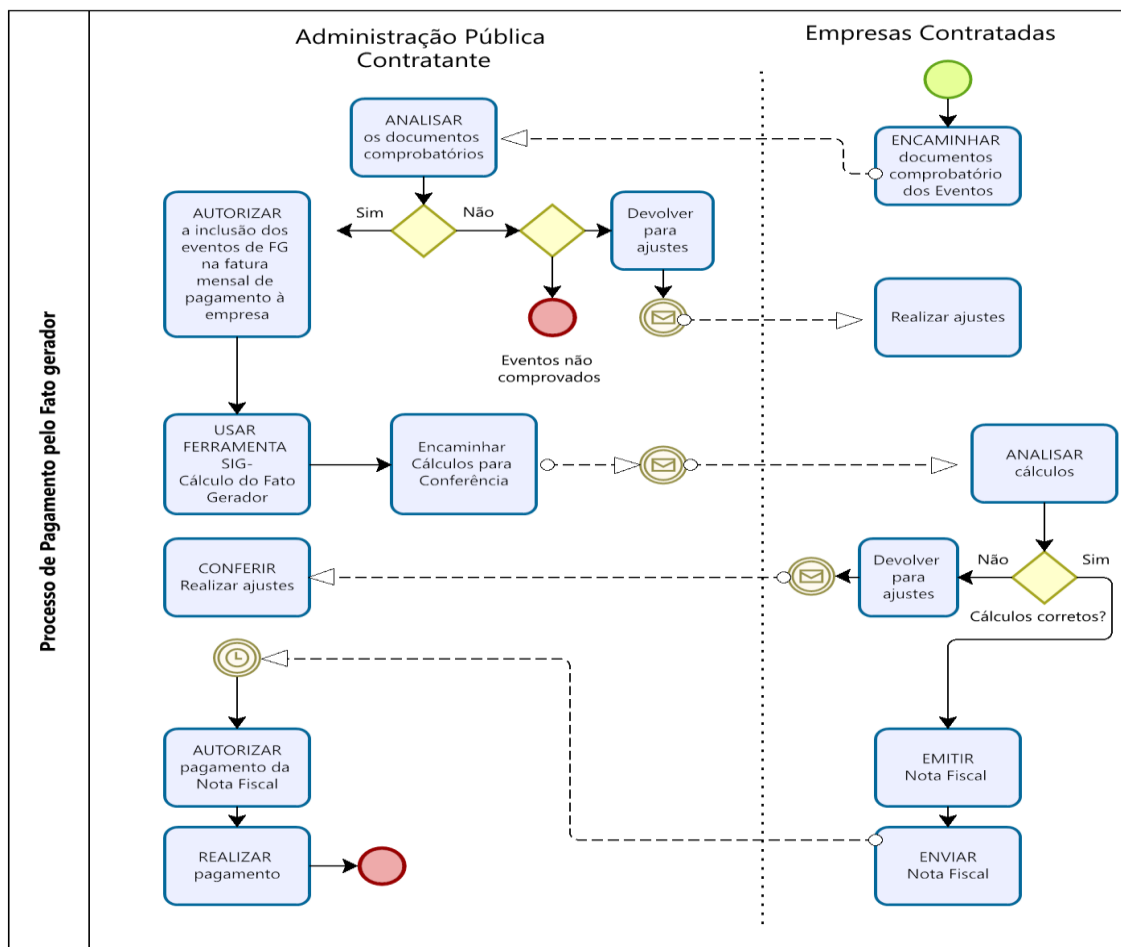 Processo de Pagamento pelo Fato gerador
Administração Pública
Contratante
Empresas Contratadas
ANALISAR
os documentos
comprobatórios
ENCAMINHAR
documentos
comprobatório
dos Eventos
AUTORIZAR
a inclusão dos
eventos de FG
na fatura
mensal de
pagamento à
empresa
Sim
Não
Devolver
para
ajustes
Realizar ajustes
Eventos não
comprovados
USAR
FERRAMENTA
SIG-
Cálculo do Fato
Gerador
Encaminhar
Cálculos para
Conferência
ANALISAR
cálculos
CONFERIR
Realizar ajustes
Devolver
para
ajustes
Não
Sim
Cálculos corretos?
AUTORIZAR
pagamento da
Nota Fiscal
EMITIR
Nota Fiscal
REALIZAR
pagamento
ENVIAR
Nota Fiscal